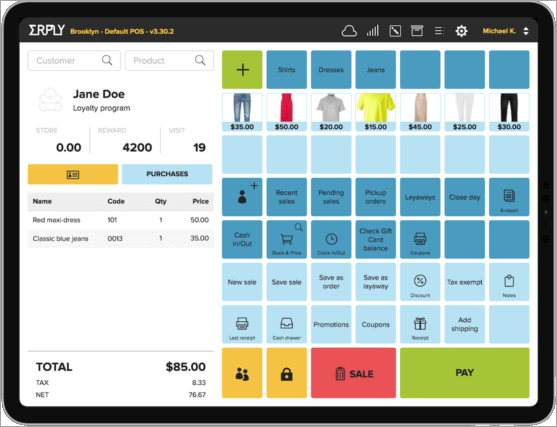 ERPLY Brooklyn - Default POS - v3.30.2 Michael K.
Customer Product
Jane Doe
Loyalty program
STORE REWARD VISIT
0.00 4200 19
PURCHASES
Name Code Qty Price
Red maxi-dress 101 1 50.00
Classic blue jeans 0013 1 35.00
TOTAL $85.00
TAX 8.33
NET 76.67
+ Shirts Dresses Jeans
$35.00 $50.00 $20.00 $15.00 $45.00 $25.00 $30.00
+ Recent sales Pending sales Pickup orders Layaways Close day
Cash In/Out Stock & Price Clock In/Out Check Gift Card balance Coupons
New sale Save sale Save as order Save as layaway Discount Tax exempt Notes
Last receipt Cash drawer Promotions Coupons Receipt Add shipping
SALE PAY